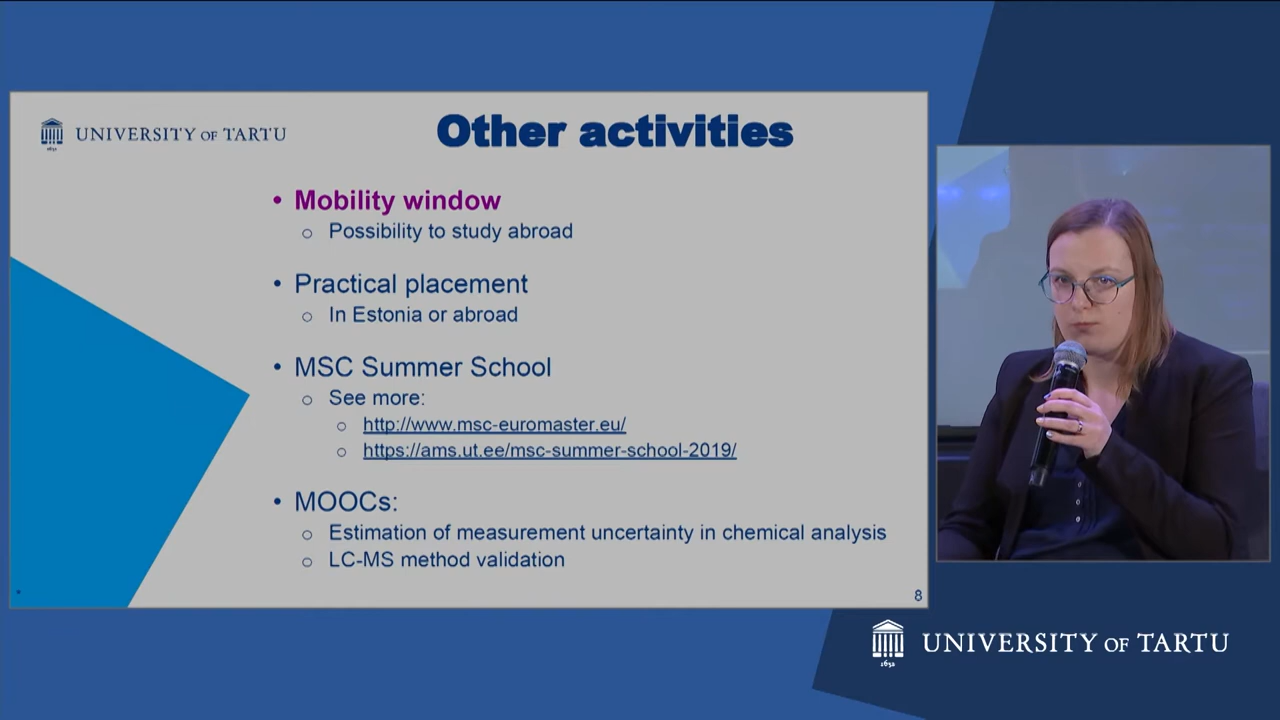 UNIVERSITY OF TARTU
1632
Other activities
• Mobility window
o Possibility to study abroad
• Practical placement
o In Estonia or abroad
• MSC Summer School
o See more:
o http://www.msc-euromaster.eu/
o https://ams.ut.ee/msc-summer-school-2019/
• MOOCs:
o Estimation of measurement uncertainty in chemical analysis
o LC-MS method validation
8
UNIVERSITY OF TARTU
1632